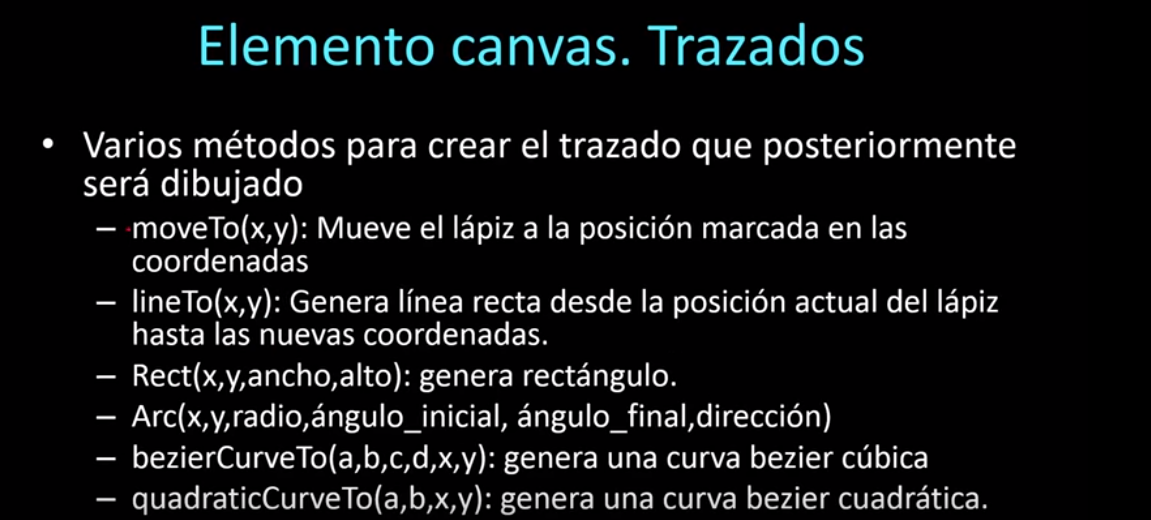 Elemento canvas. Trazados
• Varios métodos para crear el trazado que posteriormente
será dibujado
– moveTo(x,y): Mueve el lápiz a la posición marcada en las
coordenadas
– lineTo(x,y): Genera línea recta desde la posición actual del lápiz
hasta las nuevas coordenadas.
– Rect(x,y,ancho,alto): genera rectángulo.
– Arc(x,y,radio,ángulo_inicial, ángulo_final,dirección)
– bezierCurveTo(a,b,c,d,x,y): genera una curva bezier cúbica
– quadraticCurveTo(a,b,x,y): genera una curva bezier cuadrática.